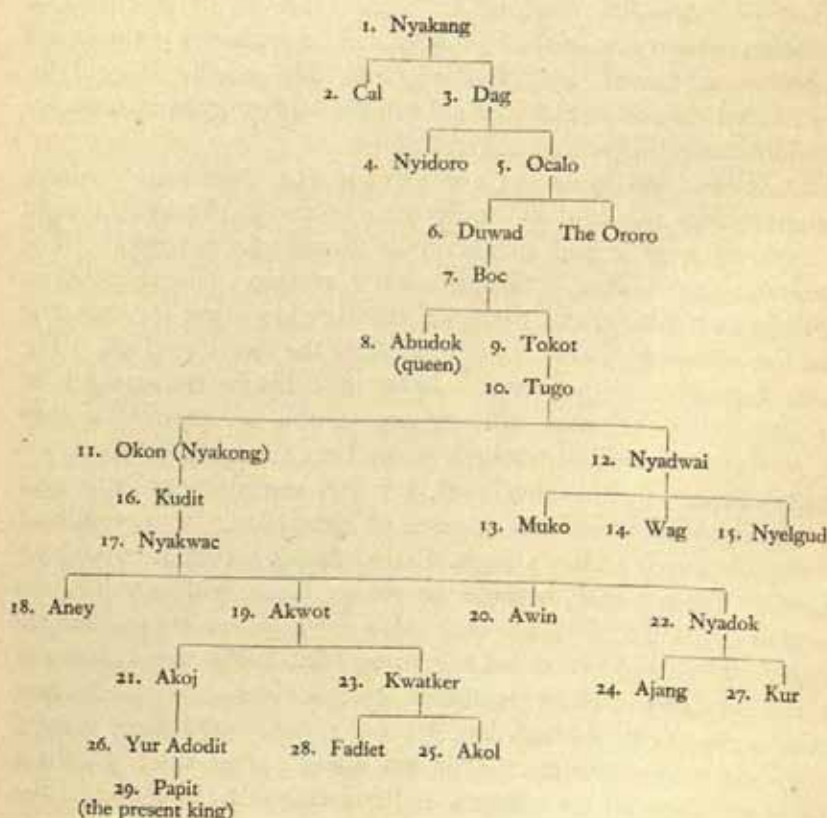 1. Nyakang
2. Cal 3. Dag
4. Nyidoro 5. Ocalo
6. Duwad The Ororo
7. Boc
8. Abudok 9. Tokot
(queen)
10. Tugo
11. Okon (Nyakong) 12. Nyadwai
16. Kudit
13. Muko 14. Wag 15. Nyelgud
17. Nyakwac
18. Aney 19. Akwot 20. Awin 22. Nyadok
21. Akoj 23. Kwatker 24. Ajang 27. Kur
26. Yur Adodit 28. Fadiet 25. Akol
29. Papit
(the present king)